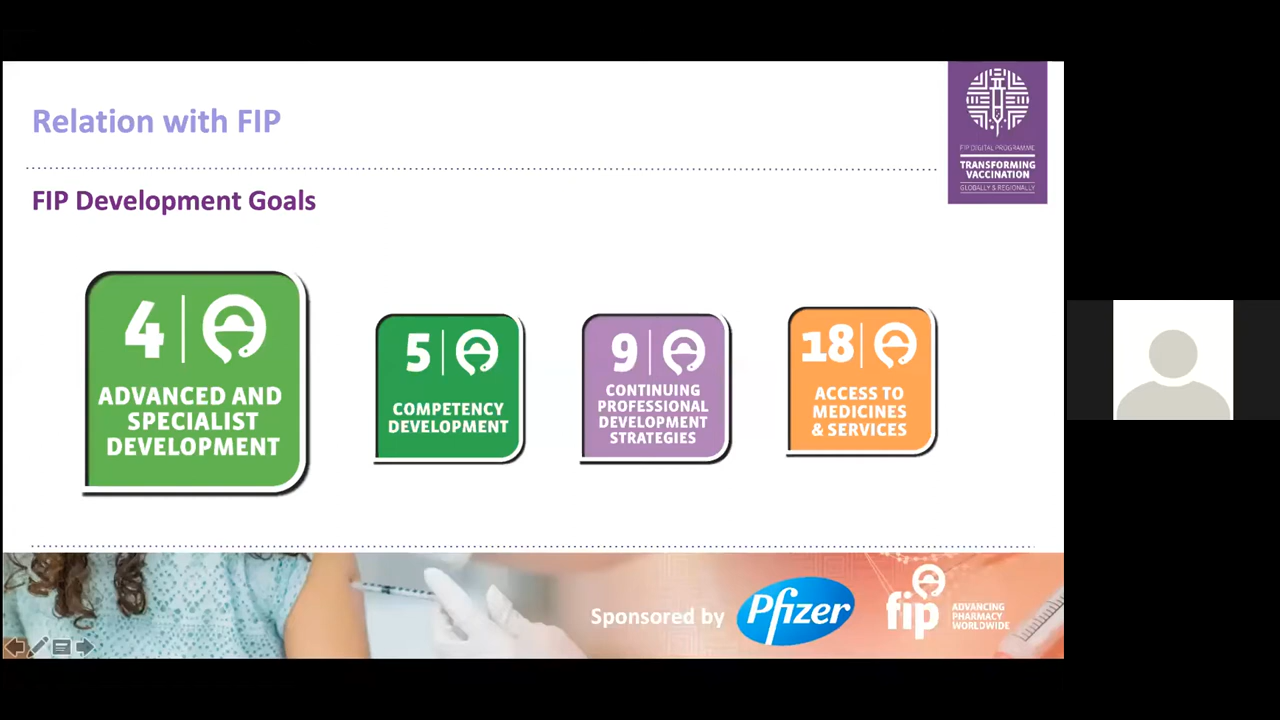 Relation with FIP
FIP DIGITAL PROGRAMME
TRANSFORMING
VACCINATION
GLOBALLY & REGIONALLY
FIP Development Goals
4
ADVANCED AND
SPECIALIST
DEVELOPMENT
5
COMPETENCY
DEVELOPMENT
9
CONTINUING
PROFESSIONAL
DEVELOPMENT
STRATEGIES
18
ACCESS TO
MEDICINES
& SERVICES
Sponsored by
Pfizer
fip
ADVANCING
PHARMACY
WORLDWIDE